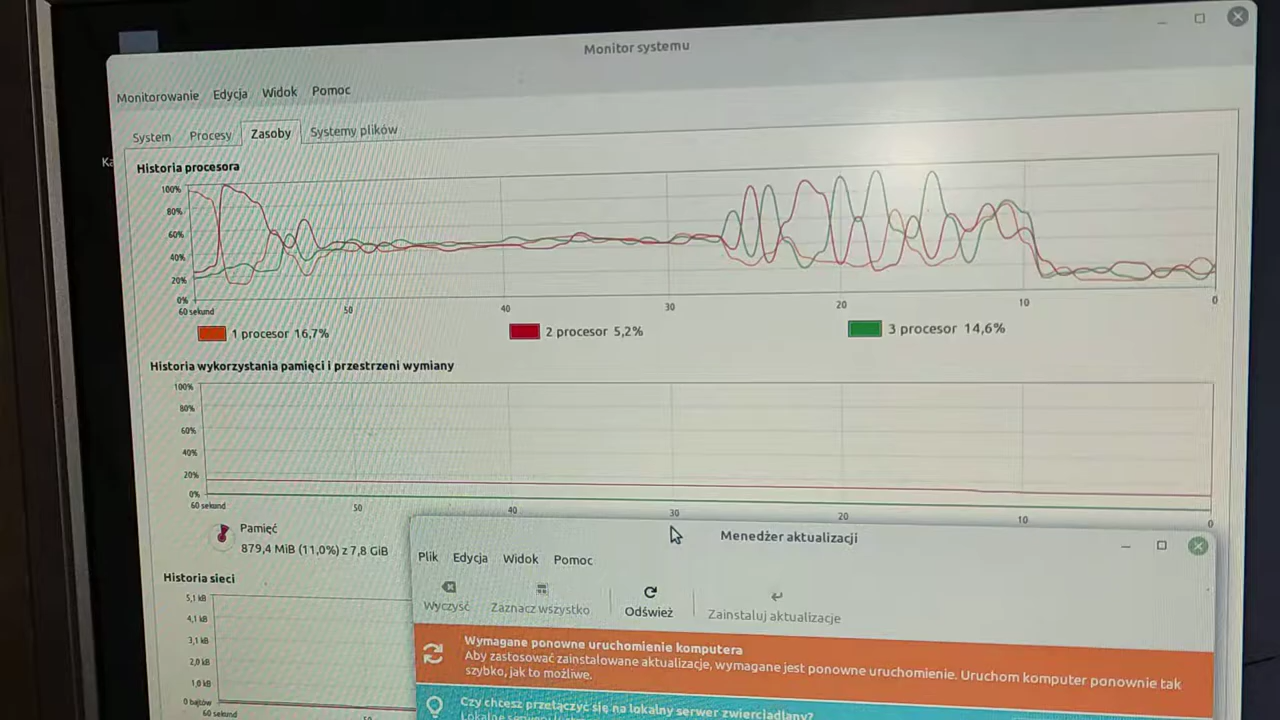 Monitor systemu
Monitorowanie Edycja Widok Pomoc
System Procesy Zasoby Systemy plików
Historia procesora
100%
80%
60%
40%
20%
0%
60 sekund 50 40 30 20 10 0
1 procesor 16,7% 2 procesor 5,2% 3 procesor 14,6%
Historia wykorzystania pamięci i przestrzeni wymiany
100%
80%
60%
40%
20%
0%
60 sekund 50 40 30 20 10 0
Pamięć
879,4 MiB (11,0%) z 7,8 GiB
Historia sieci
5,1 kB
4,1 kB
3,1 kB
2,0 kB
1,0 kB
0 bajtów
60 sekund 50
Menedżer aktualizacji
Plik Edycja Widok Pomoc
Wyczyść Zaznacz wszystko Odśwież Zainstaluj aktualizacje
Wymagane ponowne uruchomienie komputera
Aby zastosować zainstalowane aktualizacje, wymagane jest ponowne uruchomienie. Uruchom komputer ponownie tak
szybko, jak to możliwe.
Czy chcesz przełączyć się na lokalny serwer zwierciadlany?